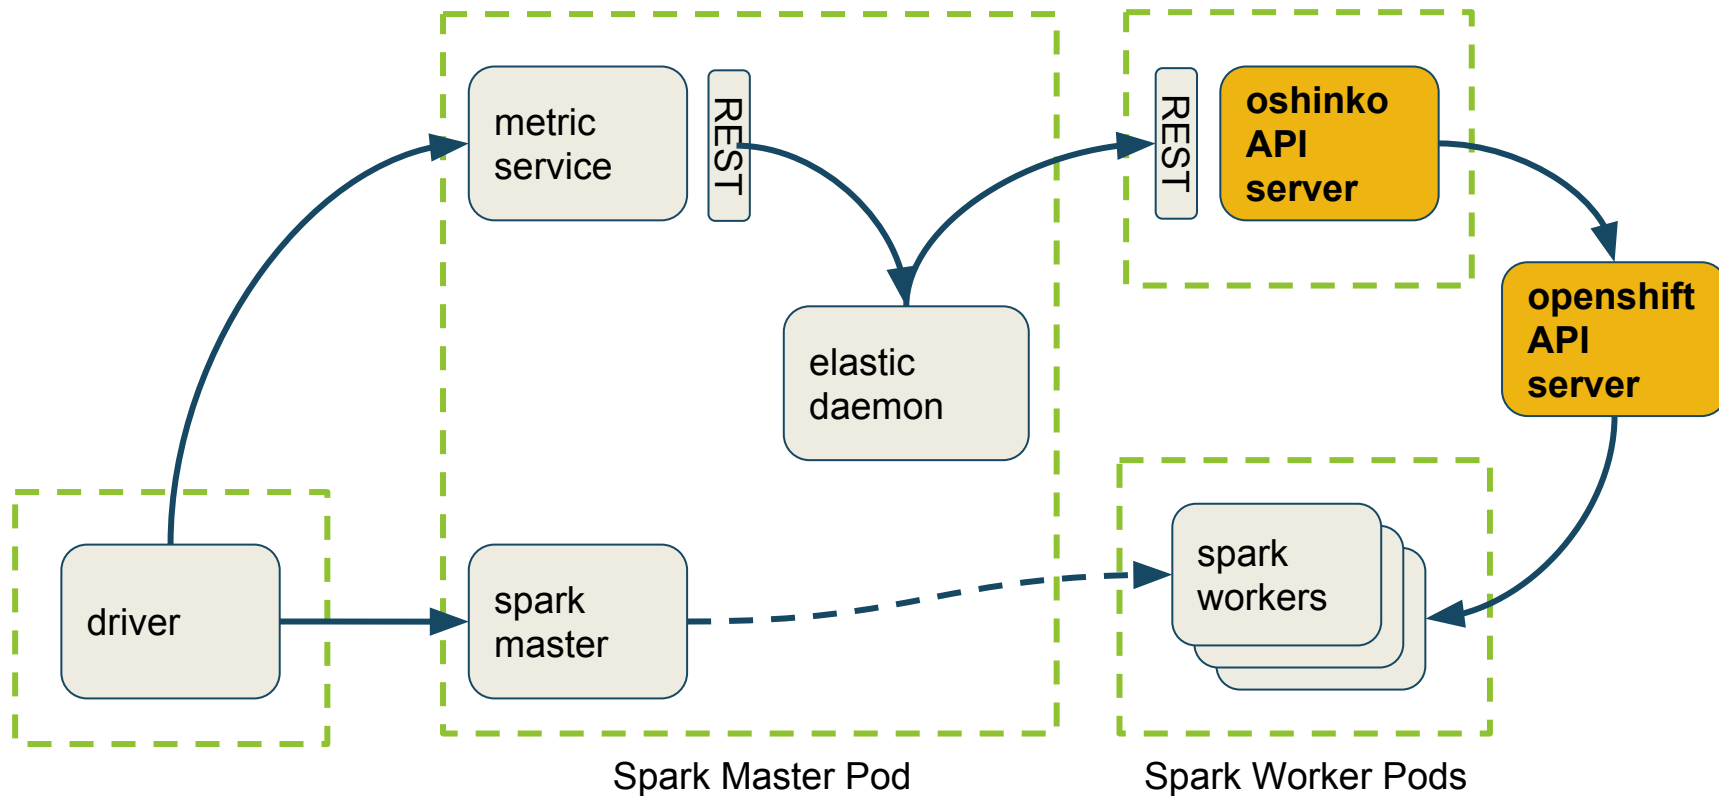 metric
service
REST
REST
oshinko
API
server
openshift
API
server
elastic
daemon
driver
spark
master
spark
workers
Spark Master Pod
Spark Worker Pods